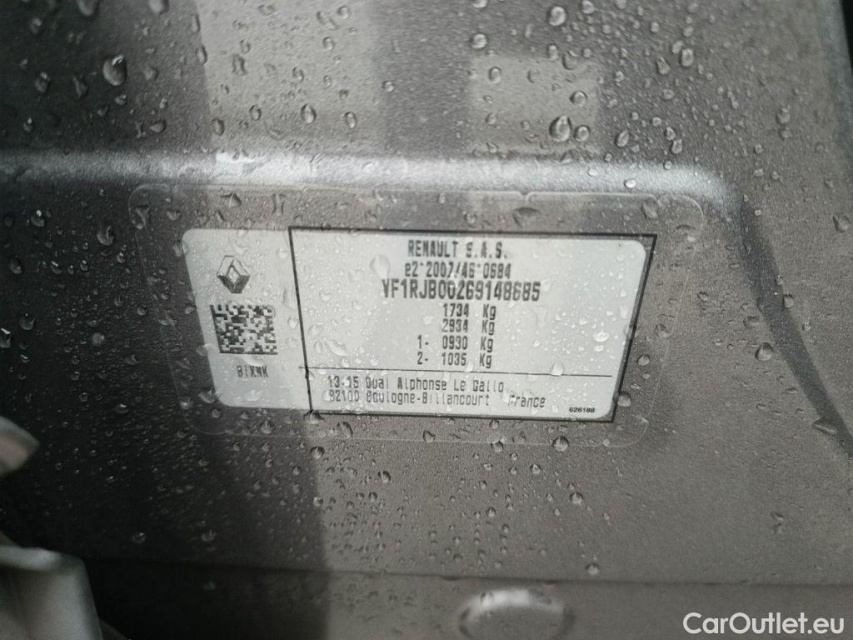 RENAULT S.A.S.
e2*2007/46*0684
VF1RJB00269148685
1734 Kg
2934 Kg
1- 0930 Kg
2- 1035 Kg
13-15 Quai Alphonse Le Gallo
92100 Boulogne-Billancourt France
626188
CarOutlet.eu